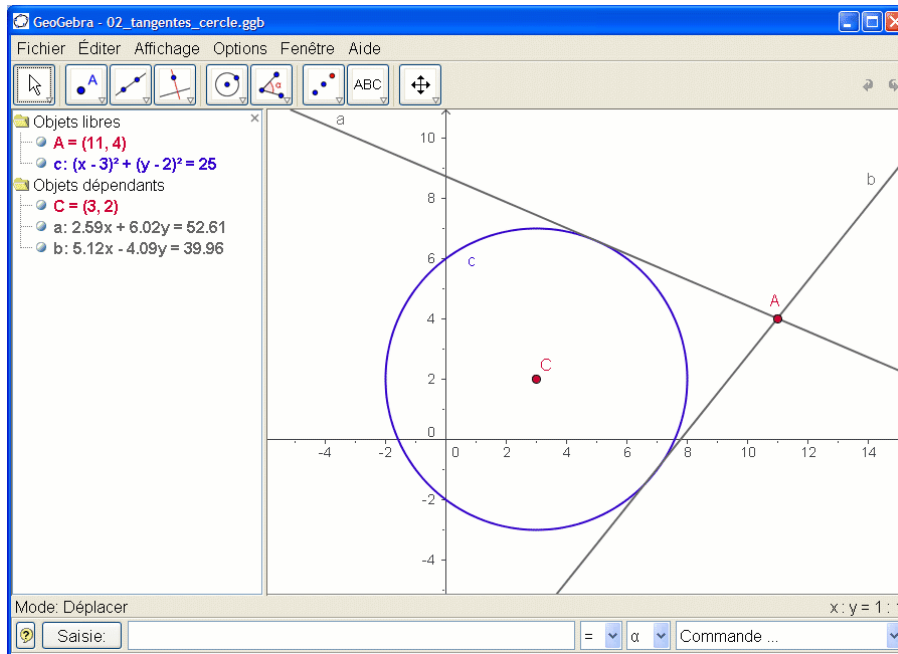 GeoGebra - 02_tangentes_cercle.ggb
Fichier Éditer Affichage Options Fenêtre Aide
A ABC
α
Objets libres
A = (11, 4)
c: (x - 3)² + (y - 2)² = 25
Objets dépendants
C = (3, 2)
a: 2.59x + 6.02y = 52.61
b: 5.12x - 4.09y = 39.96
a
10
b
8
6
c
A
4
C
2
0
-4 -2 0 2 4 6 8 10 12 14
-2
-4
Mode: Déplacer
x : y = 1 :
Saisie: = α Commande ...